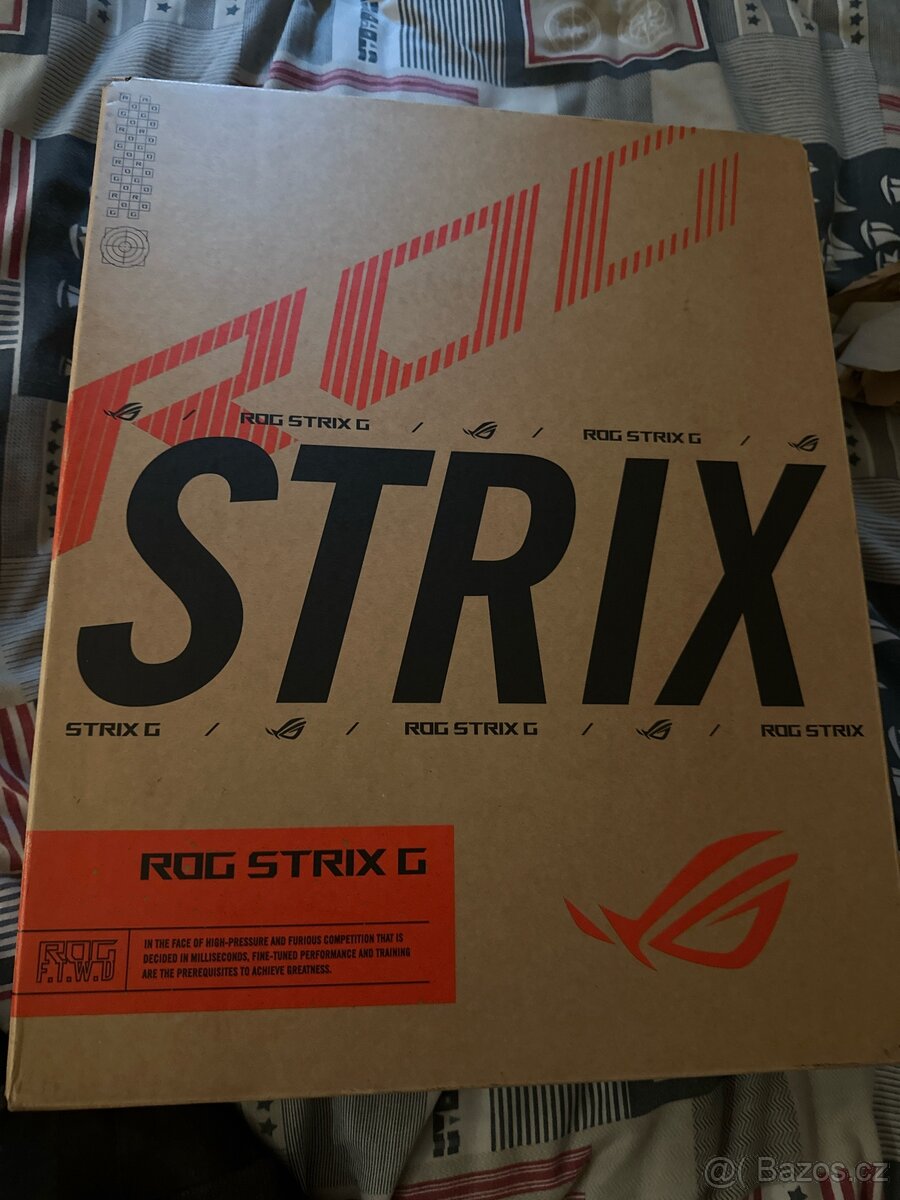 ROG
ROG STRIX G / / ROG STRIX G /
STRIX
STRIX G / / ROG STRIX G / / ROG STRIX
ROG STRIX G
ROG
F.T.W.D
IN THE FACE OF HIGH-PRESSURE AND FURIOUS COMPETITION THAT IS
DECIDED IN MILLISECONDS, FINE-TUNED PERFORMANCE AND TRAINING
ARE THE PREREQUISITES TO ACHIEVE GREATNESS.
@( Bazos.cz